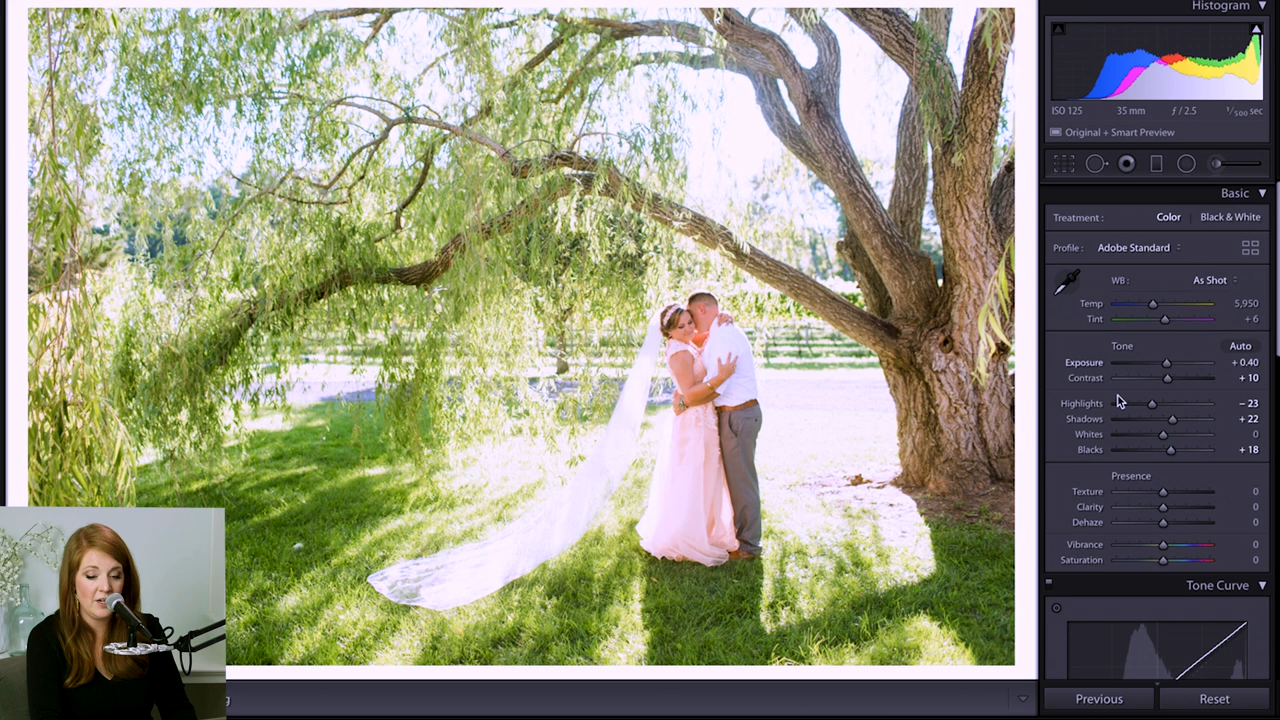 Histogram
ISO 125 35 mm ƒ / 2.5 1/500 sec
Original + Smart Preview
Basic
Treatment : Color Black & White
Profile : Adobe Standard
WB : As Shot
Temp 5,950
Tint + 6
Tone Auto
Exposure + 0.40
Contrast + 10
Highlights – 23
Shadows + 22
Whites 0
Blacks + 18
Presence
Texture 0
Clarity 0
Dehaze 0
Vibrance 0
Saturation 0
Tone Curve
Previous Reset